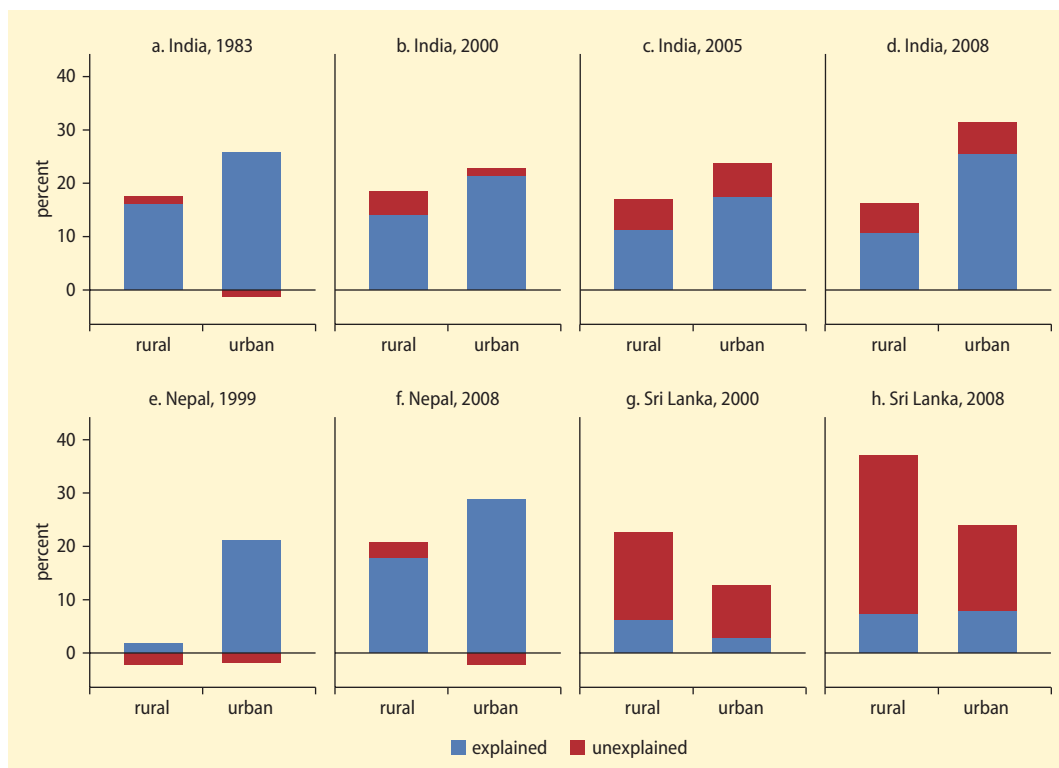 a. India, 1983
b. India, 2000
c. India, 2005
d. India, 2008
percent
40
30
20
10
0
rural urban
rural urban
rural urban
rural urban
e. Nepal, 1999
f. Nepal, 2008
g. Sri Lanka, 2000
h. Sri Lanka, 2008
percent
40
30
20
10
0
rural urban
rural urban
rural urban
rural urban
explained unexplained